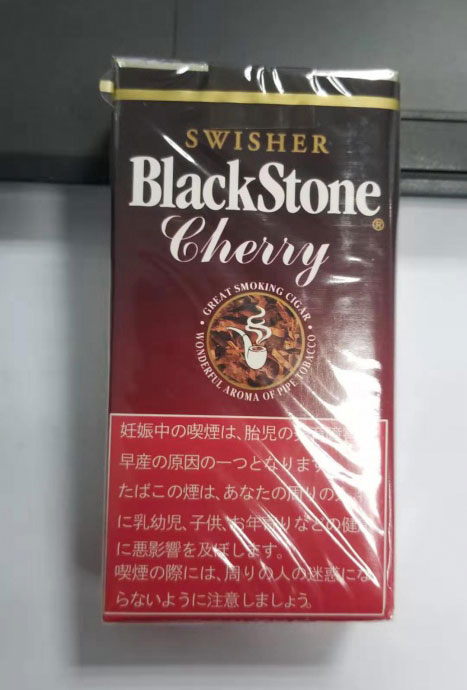 SWISHER
BlackStone
®
Cherry
• GREAT SMOKING CIGAR •
WONDERFUL AROMA OF PIPE TOBACCO
妊娠中の喫煙は、胎児の
早産の原因の一つとなります
たばこの煙は、あなたの周りの
に乳幼児、子供、お年寄りなどの健
に悪影響を及ぼします。
喫煙の際には、周りの人の迷惑にな
らないように注意しましょう。